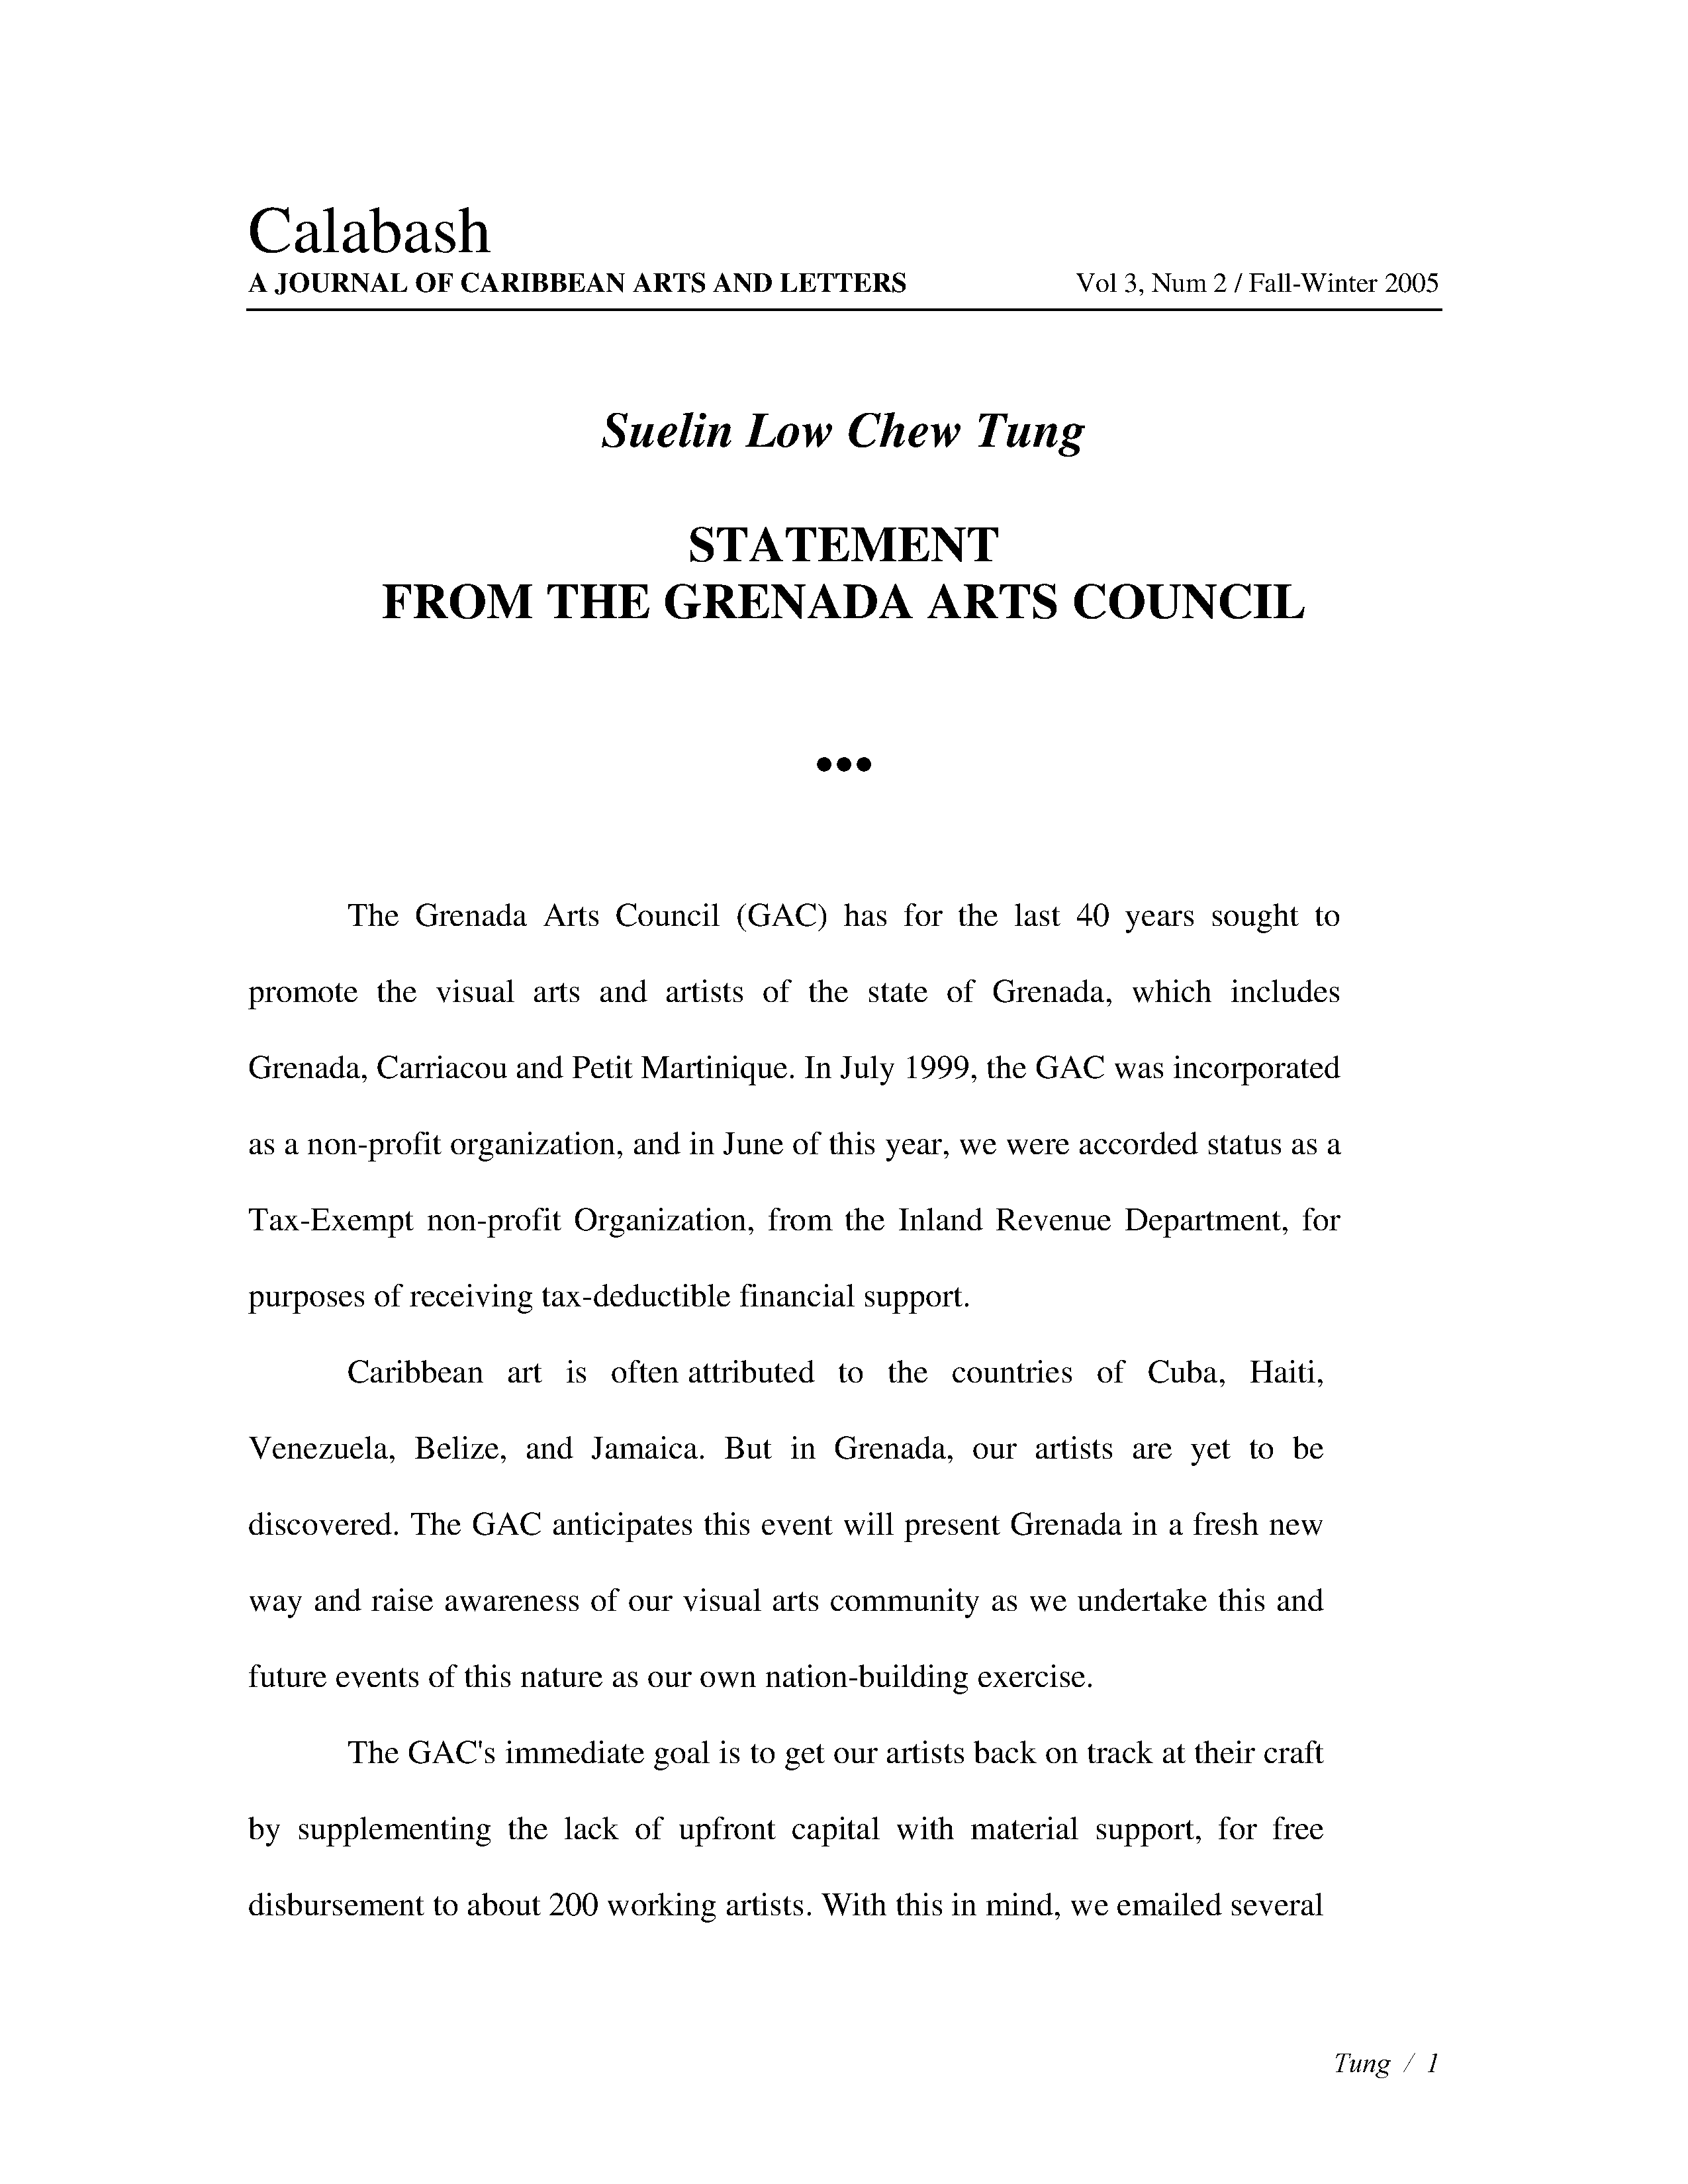 Calabash
A JOURNAL OF CARIBBEAN ARTS AND LETTERS Vol 3, Num 2 / Fall-Winter 2005
Suelin Low Chew Tung
STATEMENT
FROM THE GRENADA ARTS COUNCIL
•••
The Grenada Arts Council (GAC) has for the last 40 years sought to
promote the visual arts and artists of the state of Grenada, which includes
Grenada, Carriacou and Petit Martinique. In July 1999, the GAC was incorporated
as a non-profit organization, and in June of this year, we were accorded status as a
Tax-Exempt non-profit Organization, from the Inland Revenue Department, for
purposes of receiving tax-deductible financial support.
Caribbean art is often attributed to the countries of Cuba, Haiti,
Venezuela, Belize, and Jamaica. But in Grenada, our artists are yet to be
discovered. The GAC anticipates this event will present Grenada in a fresh new
way and raise awareness of our visual arts community as we undertake this and
future events of this nature as our own nation-building exercise.
The GAC's immediate goal is to get our artists back on track at their craft
by supplementing the lack of upfront capital with material support, for free
disbursement to about 200 working artists. With this in mind, we emailed several
Tung / 1